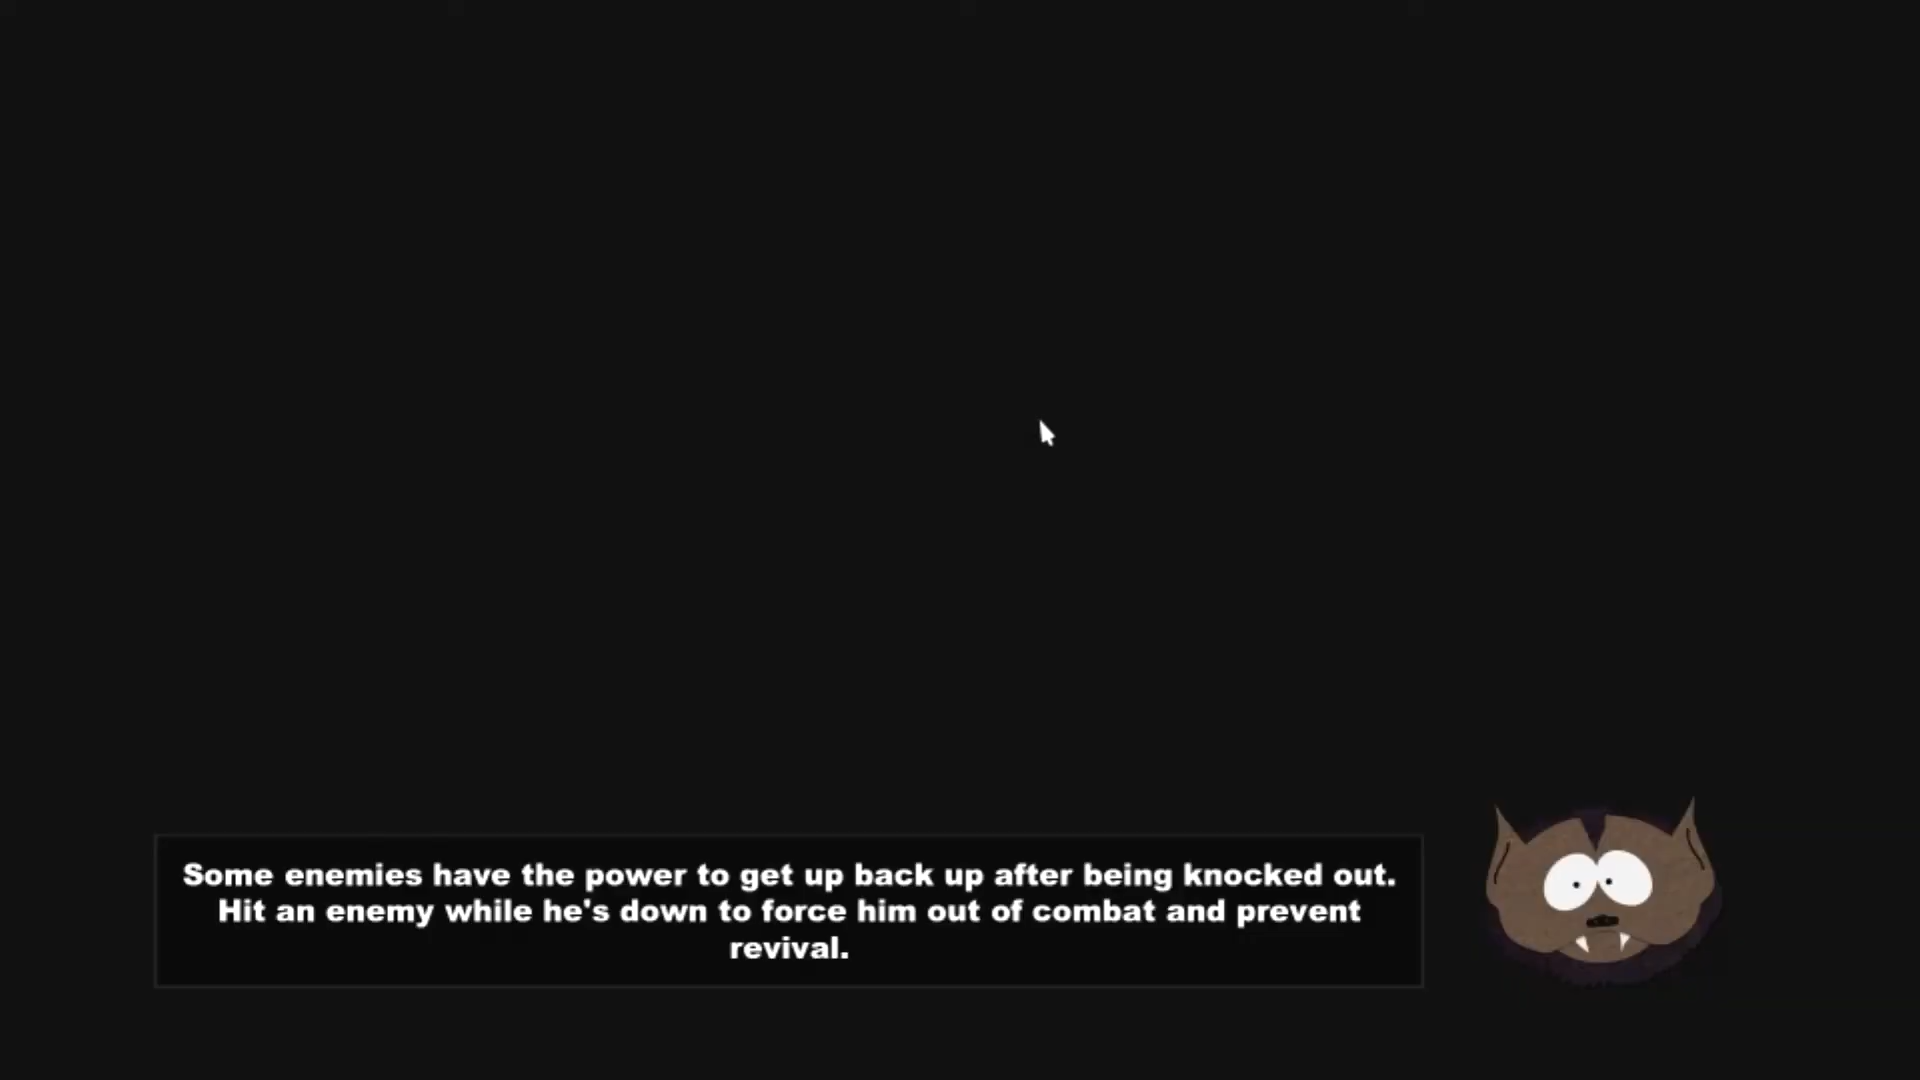 Some enemies have the power to get up back up after being knocked out.
Hit an enemy while he's down to force him out of combat and prevent
revival.